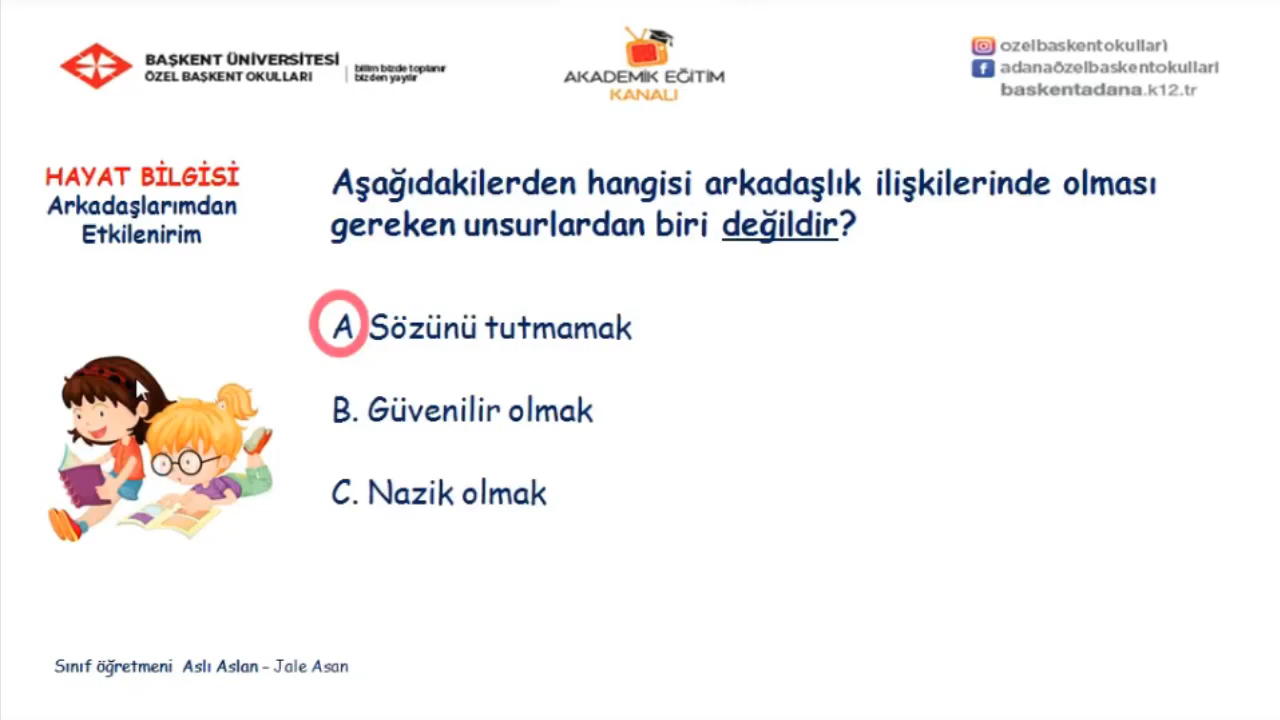 BAŞKENT ÜNİVERSİTESİ
ÖZEL BAŞKENT OKULLARI
bilim bizde toplanır
bizden yayılır
AKADEMİK EĞİTİM
KANALI
ozelbaskentokullari
adanaözelbaskentokullari
baskentadana.k12.tr
HAYAT BİLGİSİ
Arkadaşlarımdan
Etkilenirim
Aşağıdakilerden hangisi arkadaşlık ilişkilerinde olması
gereken unsurlardan biri değildir?
A Sözünü tutmamak
B. Güvenilir olmak
C. Nazik olmak
Sınıf öğretmeni Aslı Aslan – Jale Asan